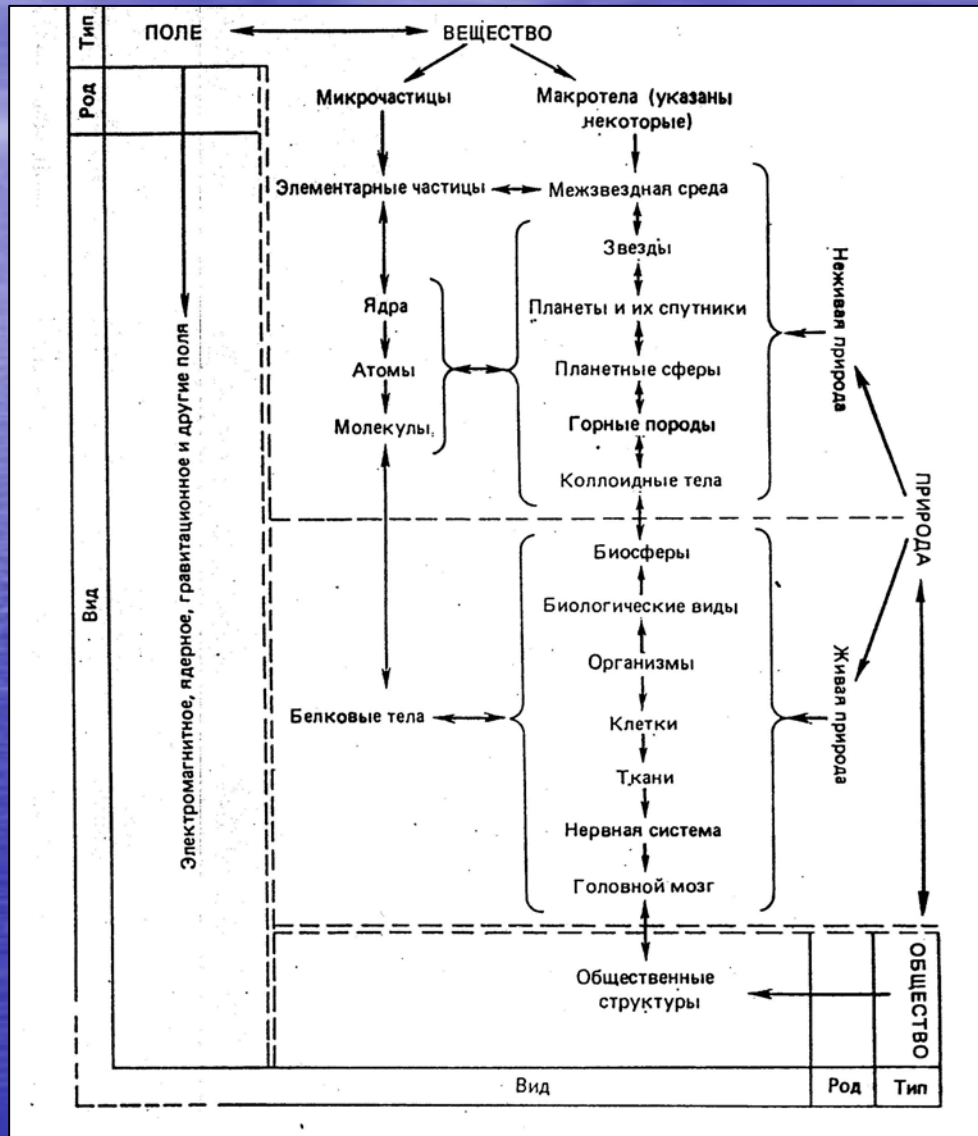 Тип
ПОЛЕ
ВЕЩЕСТВО
Род
Микрочастицы
Макротела (указаны
некоторые)
Элементарные частицы
Межзвездная среда
Звезды
Ядра
Планеты и их спутники
Атомы
Планетные сферы
Молекулы
Горные породы
Коллоидные тела
Неживая природа
ПРИРОДА
Вид
Электромагнитное, ядерное, гравитационное и другие поля
Биосферы
Биологические виды
Организмы
Белковые тела
Клетки
Ткани
Нервная система
Головной мозг
Живая природа
Общественные
структуры
ОБЩЕСТВО
Вид
Род
Тип